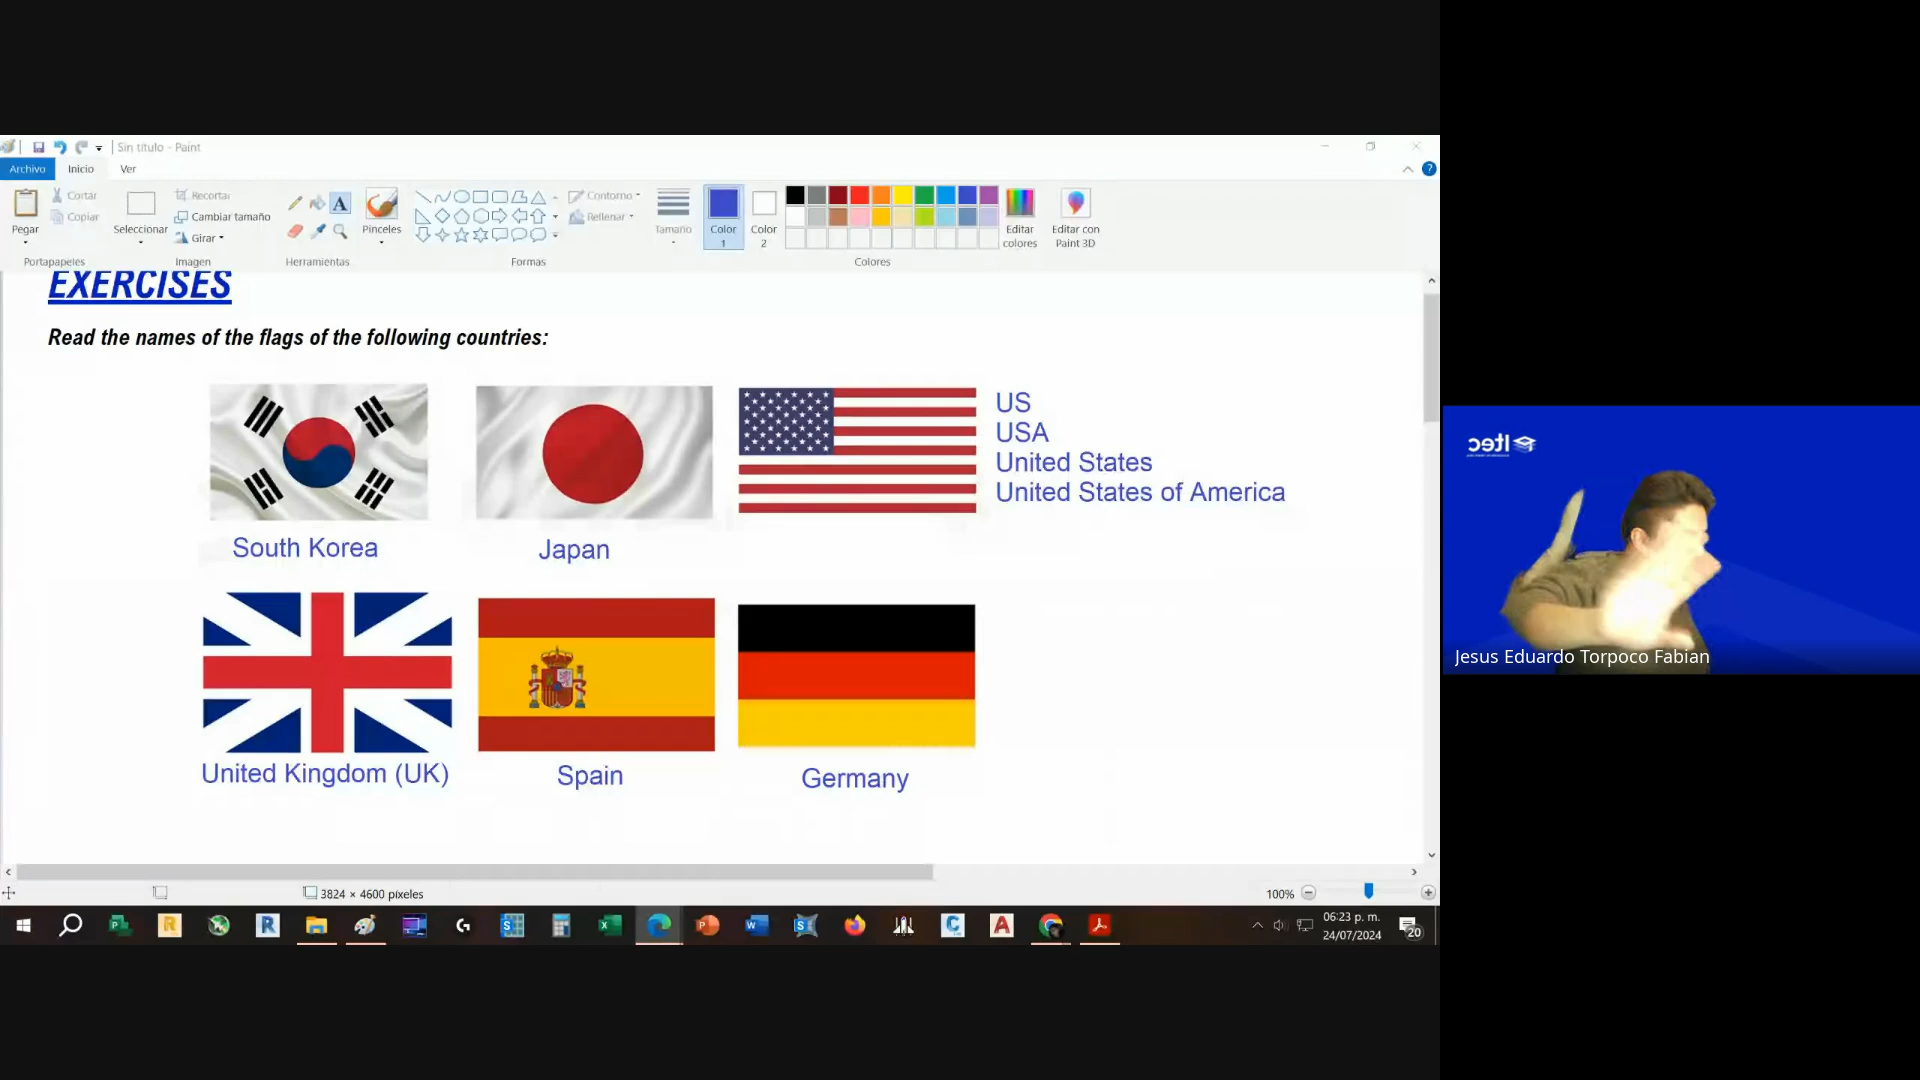 Sin título - Paint
Archivo Inicio Ver
Pegar Cortar Copiar
Portapapeles
Seleccionar Recortar Cambiar tamaño Girar
Imagen
Herramientas
Pinceles
Formas
Contorno
Rellenar
Tamaño
Color 1
Color 2
Colores
Editar colores
Editar con Paint 3D
EXERCISES
Read the names of the flags of the following countries:
US
USA
United States
United States of America
South Korea
Japan
United Kingdom (UK)
Spain
Germany
3824 × 4600 píxeles
100%
06:23 p. m.
24/07/2024
20
Itec
Jesus Eduardo Torpoco Fabian